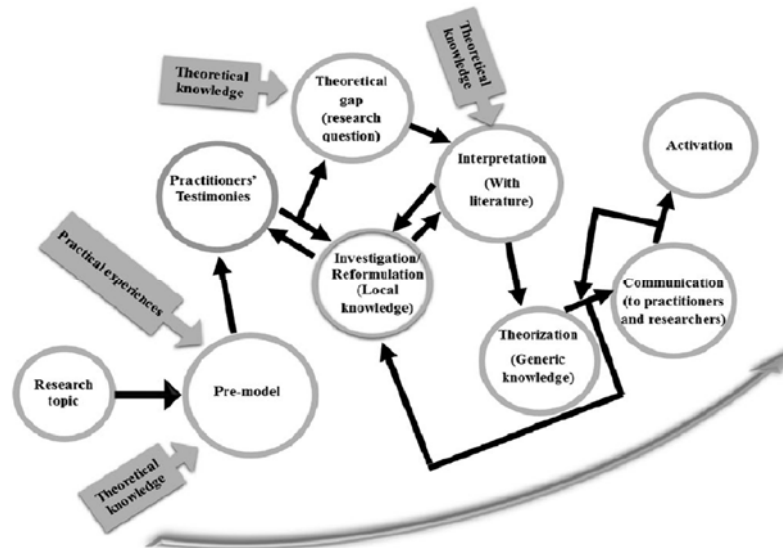 Theoretical
knowledge
Theoretical
gap
(research
question)
Theoretical
knowledge
Interpretation
(With
literature)
Activation
Practitioners'
Testimonies
Practical experiences
Investigation/
Reformulation
(Local
knowledge)
Communication
(to practitioners
and researchers)
Theorization
(Generic
knowledge)
Research
topic
Pre-model
Theoretical
knowledge